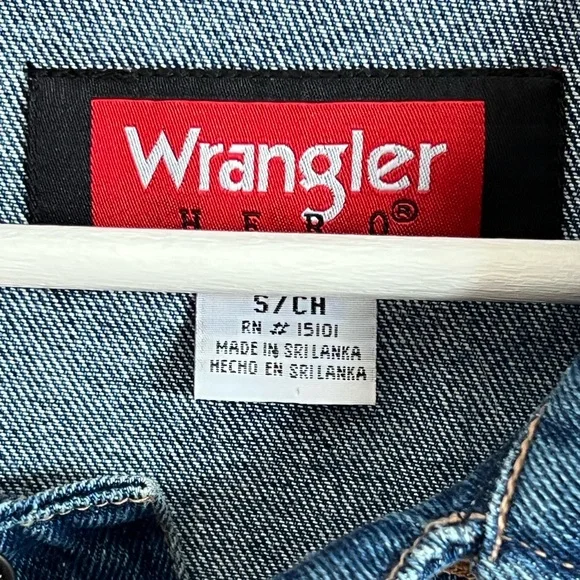 Wrangler
HERO®
S/CH
RN # 15101
MADE IN SRI LANKA
HECHO EN SRI LANKA